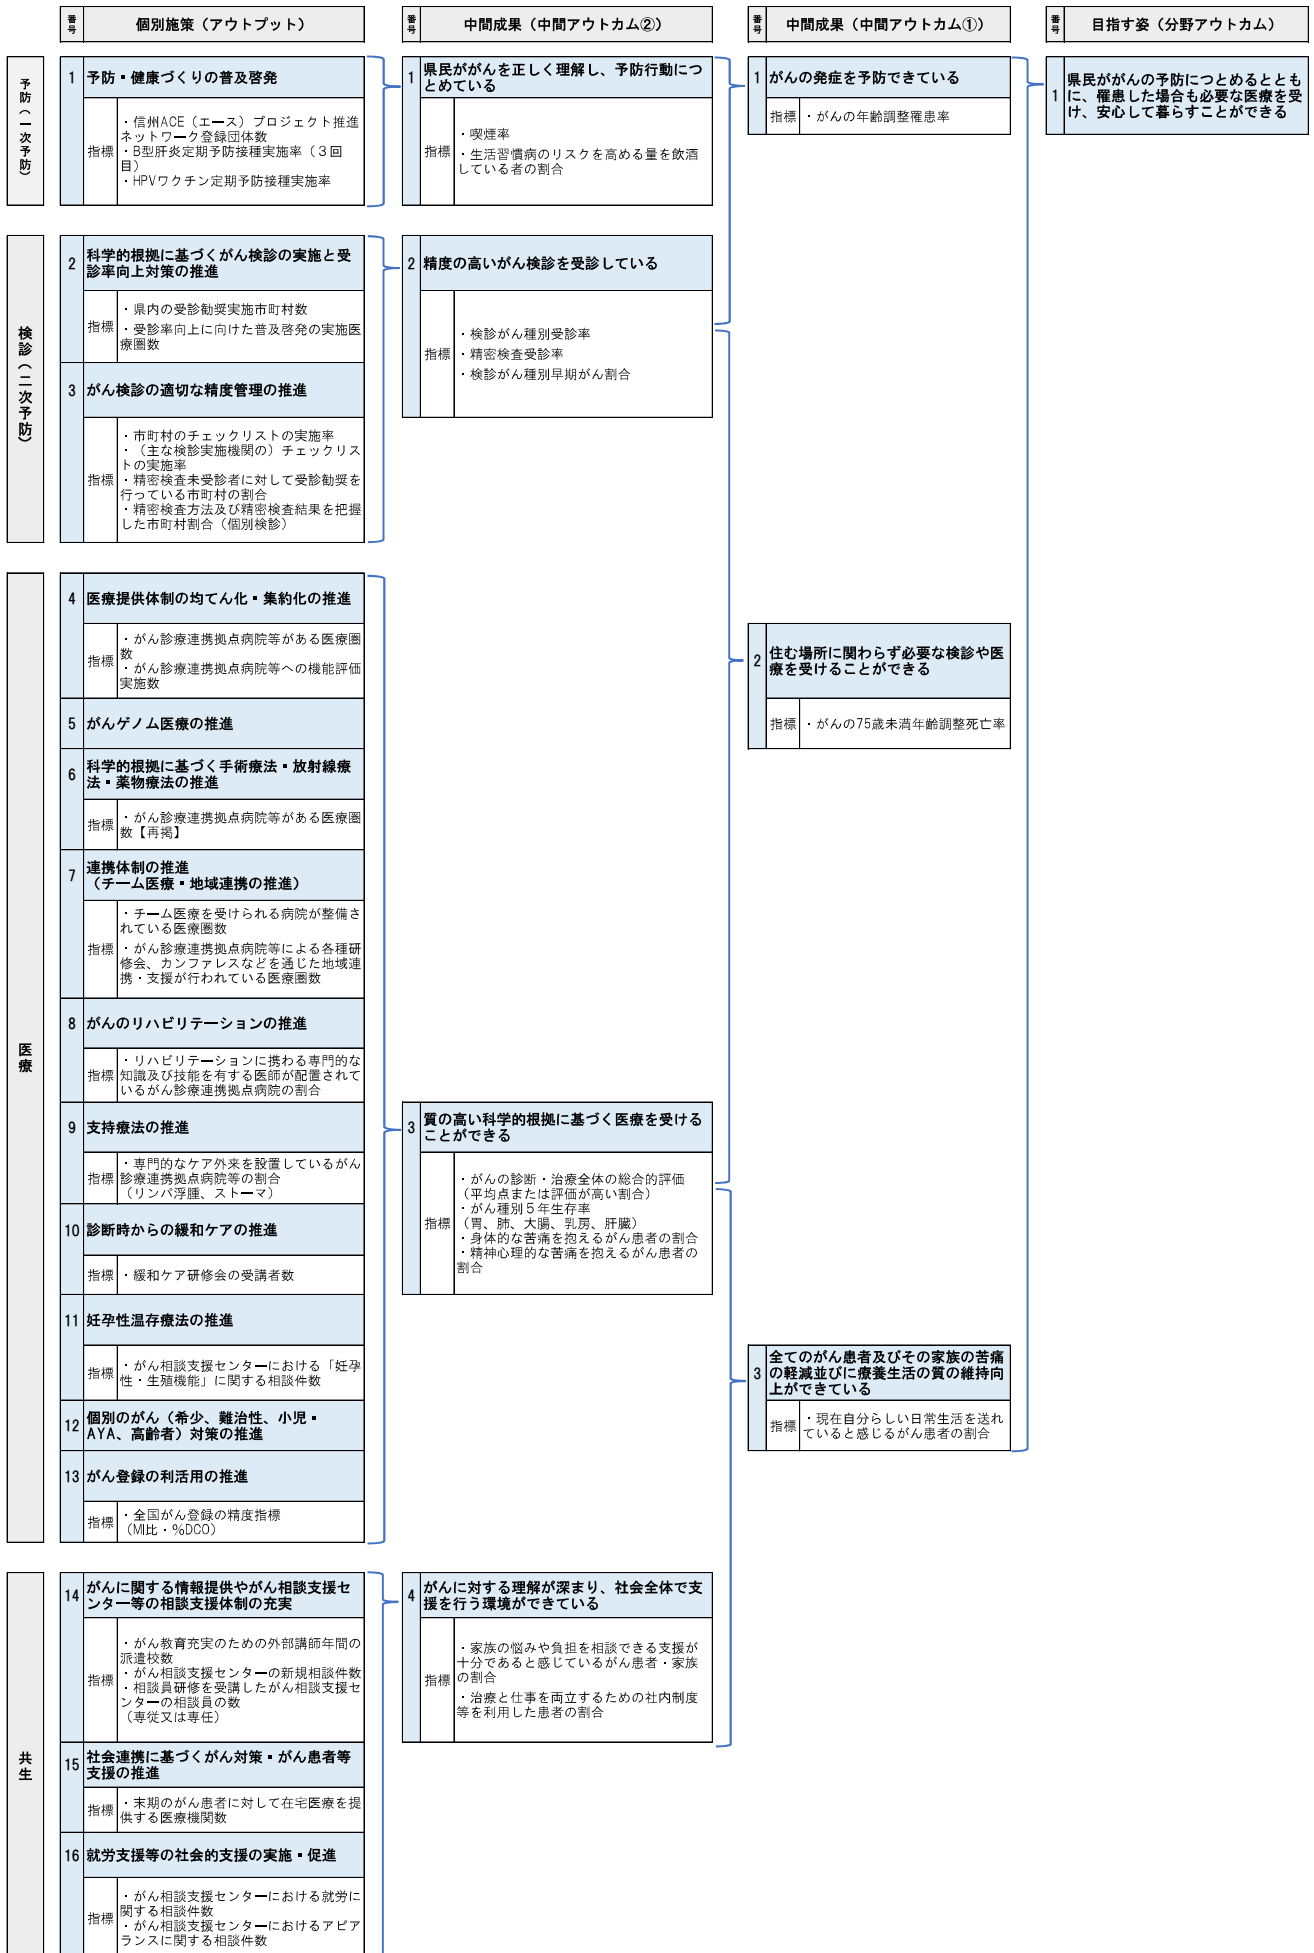 番号
個別施策（アウトプット）
番号
中間成果（中間アウトカム②）
番号
中間成果（中間アウトカム①）
番号
目指す姿（分野アウトカム）
予防（一次予防）
1
予防・健康づくりの普及啓発
指標
・信州ACE（エース）プロジェクト推進
ネットワーク登録団体数
・B型肝炎定期予防接種実施率（３回
目）
・HPVワクチン定期予防接種実施率
1
県民ががんを正しく理解し、予防行動につ
とめている
指標
・喫煙率
・生活習慣病のリスクを高める量を飲酒
している者の割合
1
がんの発症を予防できている
指標
・がんの年齢調整罹患率
1
県民ががんの予防につとめるととも
に、罹患した場合も必要な医療を受
け、安心して暮らすことができる
検診（二次予防）
2
科学的根拠に基づくがん検診の実施と受
診率向上対策の推進
指標
・県内の受診勧奨実施市町村数
・受診率向上に向けた普及啓発の実施医
療圏数
3
がん検診の適切な精度管理の推進
指標
・市町村のチェックリストの実施率
・（主な検診実施機関の）チェックリス
トの実施率
・精密検査未受診者に対して受診勧奨を
行っている市町村の割合
・精密検査方法及び精密検査結果を把握
した市町村割合（個別検診）
2
精度の高いがん検診を受診している
指標
・検診がん種別受診率
・精密検査受診率
・検診がん種別早期がん割合
医療
4
医療提供体制の均てん化・集約化の推進
指標
・がん診療連携拠点病院等がある医療圏
数
・がん診療連携拠点病院等への機能評価
実施数
5
がんゲノム医療の推進
6
科学的根拠に基づく手術療法・放射線療
法・薬物療法の推進
指標
・がん診療連携拠点病院等がある医療圏
数【再掲】
7
連携体制の推進
（チーム医療・地域連携の推進）
指標
・チーム医療を受けられる病院が整備さ
れている医療圏数
・がん診療連携拠点病院等による各種研
修会、カンファレスなどを通じた地域連
携・支援が行われている医療圏数
8
がんのリハビリテーションの推進
指標
・リハビリテーションに携わる専門的な
知識及び技能を有する医師が配置されて
いるがん診療連携拠点病院の割合
9
支持療法の推進
指標
・専門的なケア外来を設置しているがん
診療連携拠点病院等の割合
（リンパ浮腫、ストーマ）
10
診断時からの緩和ケアの推進
指標
・緩和ケア研修会の受講者数
11
妊孕性温存療法の推進
指標
・がん相談支援センターにおける「妊孕
性・生殖機能」に関する相談件数
12
個別のがん（希少、難治性、小児・
AYA、高齢者）対策の推進
13
がん登録の利活用の推進
指標
・全国がん登録の精度指標
（MI比・%DCO）
3
質の高い科学的根拠に基づく医療を受ける
ことができる
指標
・がんの診断・治療全体の総合的評価
（平均点または評価が高い割合）
・がん種別５年生存率
（胃、肺、大腸、乳房、肝臓）
・身体的な苦痛を抱えるがん患者の割合
・精神心理的な苦痛を抱えるがん患者の
割合
2
住む場所に関わらず必要な検診や医
療を受けることができる
指標
・がんの75歳未満年齢調整死亡率
3
全てのがん患者及びその家族の苦痛
の軽減並びに療養生活の質の維持向
上ができている
指標
・現在自分らしい日常生活を送れ
ていると感じるがん患者の割合
共生
14
がんに関する情報提供やがん相談支援セ
ンター等の相談支援体制の充実
指標
・がん教育充実のための外部講師年間の
派遣校数
・がん相談支援センターの新規相談件数
・相談員研修を受講したがん相談支援セ
ンターの相談員の数
（専従又は専任）
15
社会連携に基づくがん対策・がん患者等
支援の推進
指標
・末期のがん患者に対して在宅医療を提
供する医療機関数
16
就労支援等の社会的支援の実施・促進
指標
・がん相談支援センターにおける就労に
関する相談件数
・がん相談支援センターにおけるアピア
ランスに関する相談件数
4
がんに対する理解が深まり、社会全体で支
援を行う環境ができている
指標
・家族の悩みや負担を相談できる支援が
十分であると感じているがん患者・家族
の割合
・治療と仕事を両立するための社内制度
等を利用した患者の割合